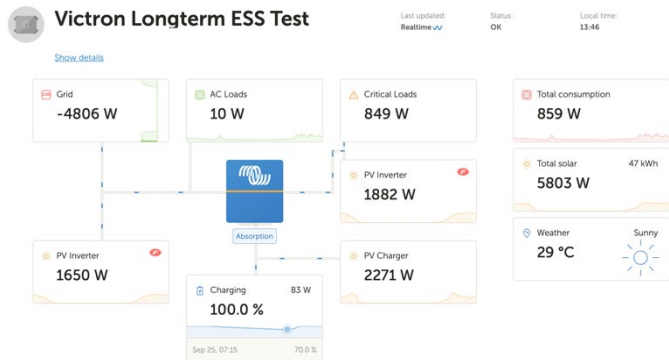 Victron Longterm ESS Test
Last updated:
Realtime
Status:
OK
Local time:
13:46
Show details
Grid
-4806 W
AC Loads
10 W
Critical Loads
849 W
Total consumption
859 W
PV Inverter
1882 W
Total solar
47 kWh
5803 W
Absorption
Weather
Sunny
29 °C
PV Inverter
1650 W
Charging
83 W
100.0 %
PV Charger
2271 W
Sep 25, 07:15
70.0 %